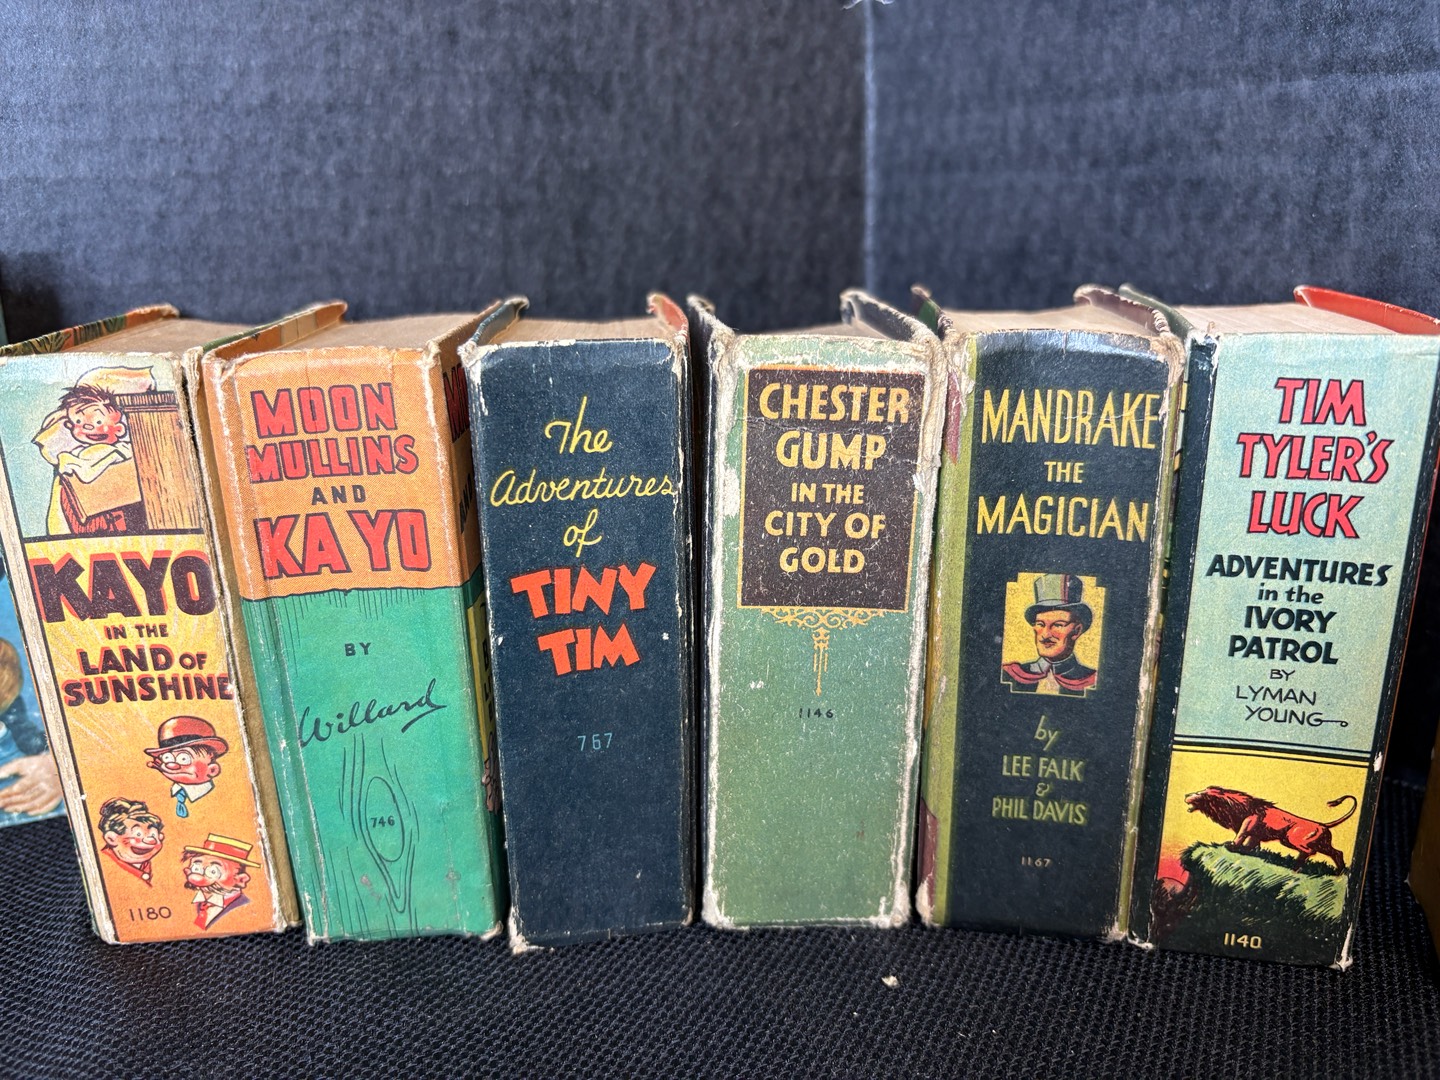 KAYO
IN THE
LAND OF
SUNSHINE
1180
MOON
MULLINS
AND
KAYO
BY
Willard
746
The
Adventures
of
TINY
TIM
767
CHESTER
GUMP
IN THE
CITY OF
GOLD
1146
MANDRAKE
THE
MAGICIAN
by
LEE FALK
&
PHIL DAVIS
1167
TIM
TYLER'S
LUCK
ADVENTURES
in the
IVORY
PATROL
BY
LYMAN
YOUNG
1140